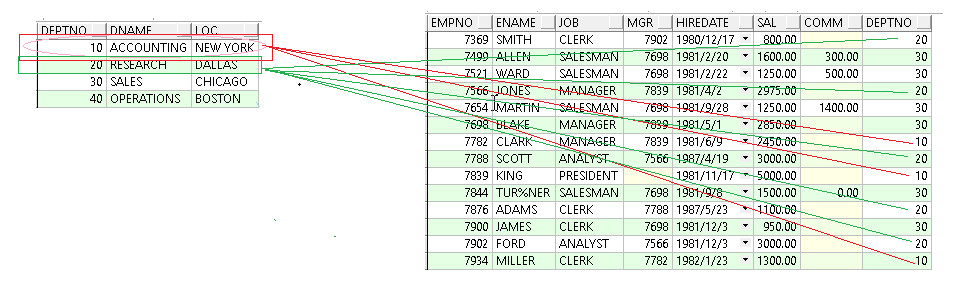 DEPTNO DNAME LOC
10 ACCOUNTING NEW YORK
20 RESEARCH DALLAS
30 SALES CHICAGO
40 OPERATIONS BOSTON
EMPNO ENAME JOB MGR HIREDATE SAL COMM DEPTNO
7369 SMITH CLERK 7902 1980/12/17 800.00 20
7499 ALLEN SALESMAN 7698 1981/2/20 1600.00 300.00 30
7521 WARD SALESMAN 7698 1981/2/22 1250.00 500.00 30
7566 JONES MANAGER 7839 1981/4/2 2975.00 20
7654 MARTIN SALESMAN 7698 1981/9/28 1250.00 1400.00 30
7698 BLAKE MANAGER 7839 1981/5/1 2850.00 30
7782 CLARK MANAGER 7839 1981/6/9 2450.00 10
7788 SCOTT ANALYST 7566 1987/4/19 3000.00 20
7839 KING PRESIDENT 1981/11/17 5000.00 10
7844 TUR%NER SALESMAN 7698 1981/9/8 1500.00 0.00 30
7876 ADAMS CLERK 7788 1987/5/23 1100.00 20
7900 JAMES CLERK 7698 1981/12/3 950.00 30
7902 FORD ANALYST 7566 1981/12/3 3000.00 20
7934 MILLER CLERK 7782 1982/1/23 1300.00 10